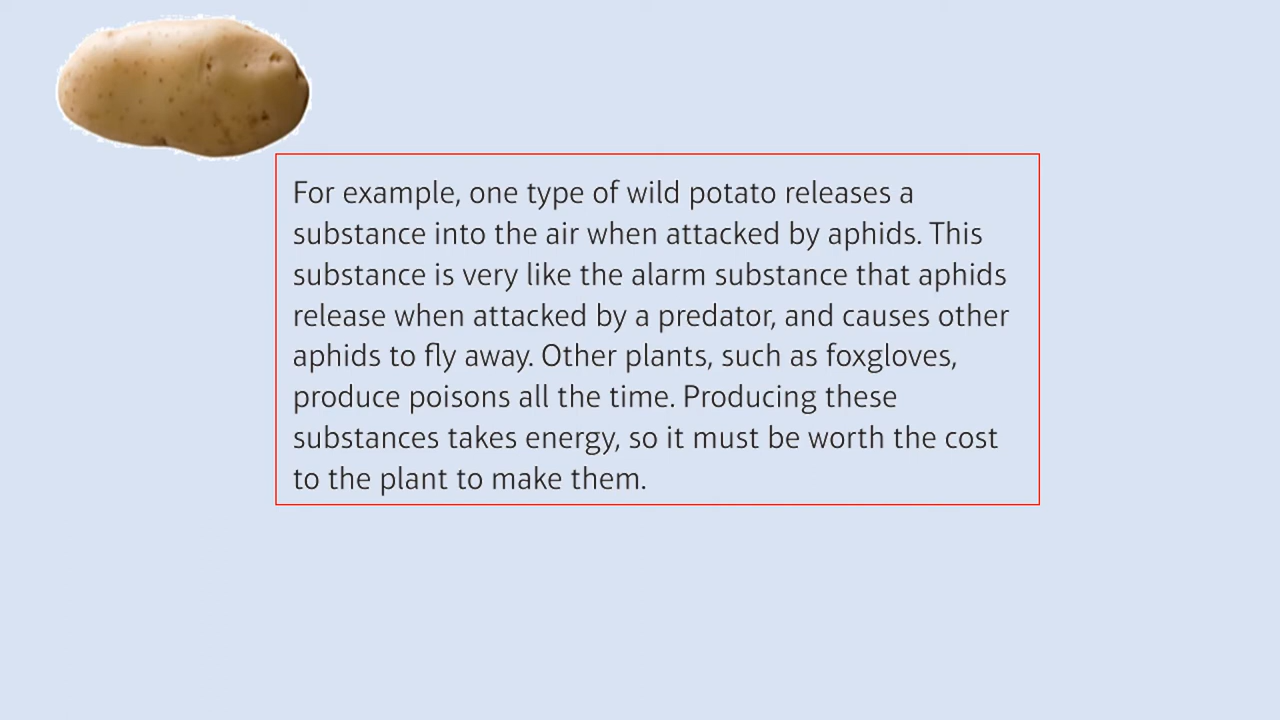 For example, one type of wild potato releases a
substance into the air when attacked by aphids. This
substance is very like the alarm substance that aphids
release when attacked by a predator, and causes other
aphids to fly away. Other plants, such as foxgloves,
produce poisons all the time. Producing these
substances takes energy, so it must be worth the cost
to the plant to make them.